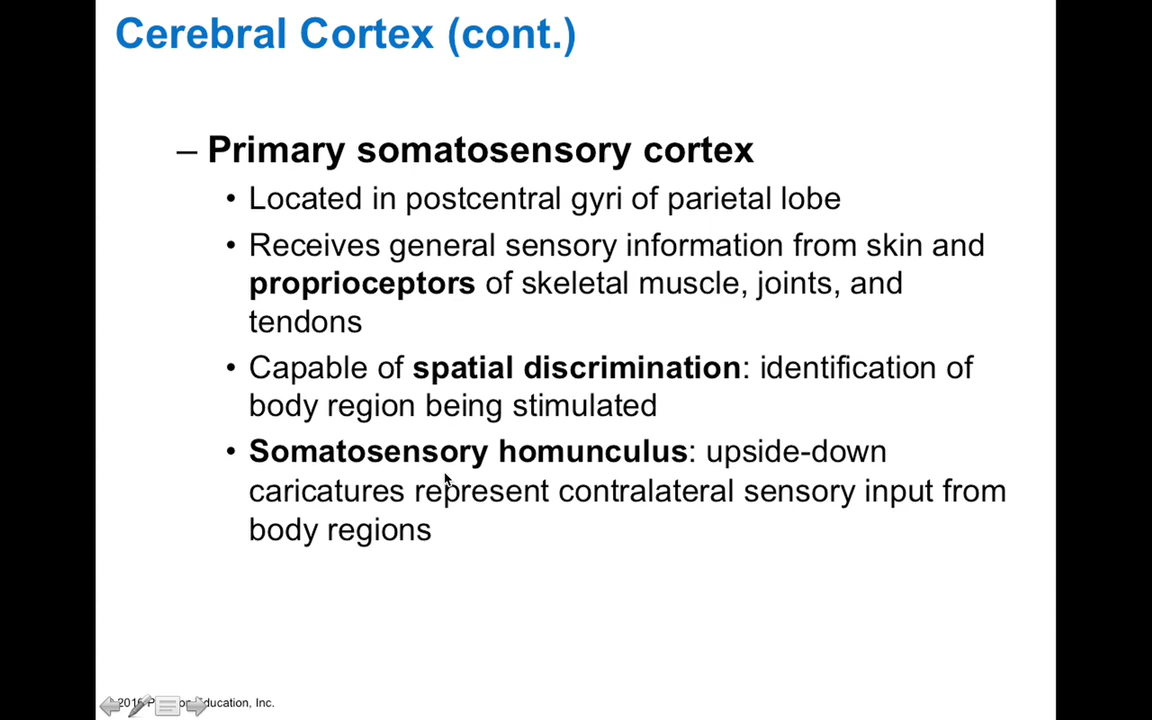 Cerebral Cortex (cont.)
– Primary somatosensory cortex
• Located in postcentral gyri of parietal lobe
• Receives general sensory information from skin and
proprioceptors of skeletal muscle, joints, and
tendons
• Capable of spatial discrimination: identification of
body region being stimulated
• Somatosensory homunculus: upside-down
caricatures represent contralateral sensory input from
body regions
Inc.